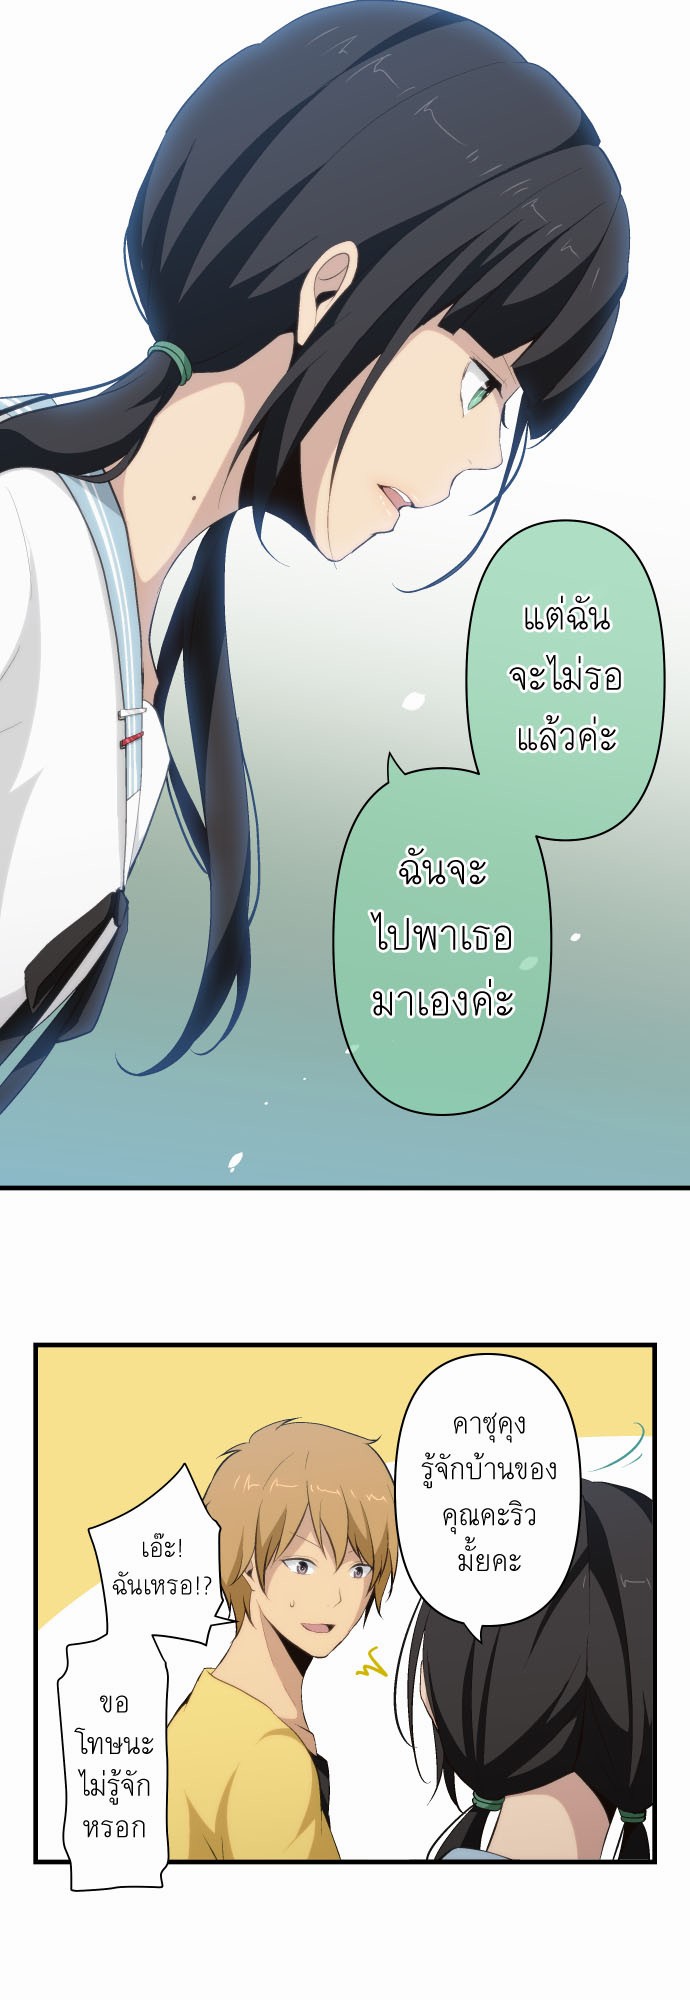 แต่ฉัน
จะไม่รอ
แล้วค่ะ
ฉันจะ
ไปพาเธอ
มาเองค่ะ
คาซุคุง
รู้จักบ้านของ
คุณคะริว
มั้ยคะ
เอ๊ะ!
ฉันเหรอ!?
ขอ
โทษนะ
ไม่รู้จัก
หรอก